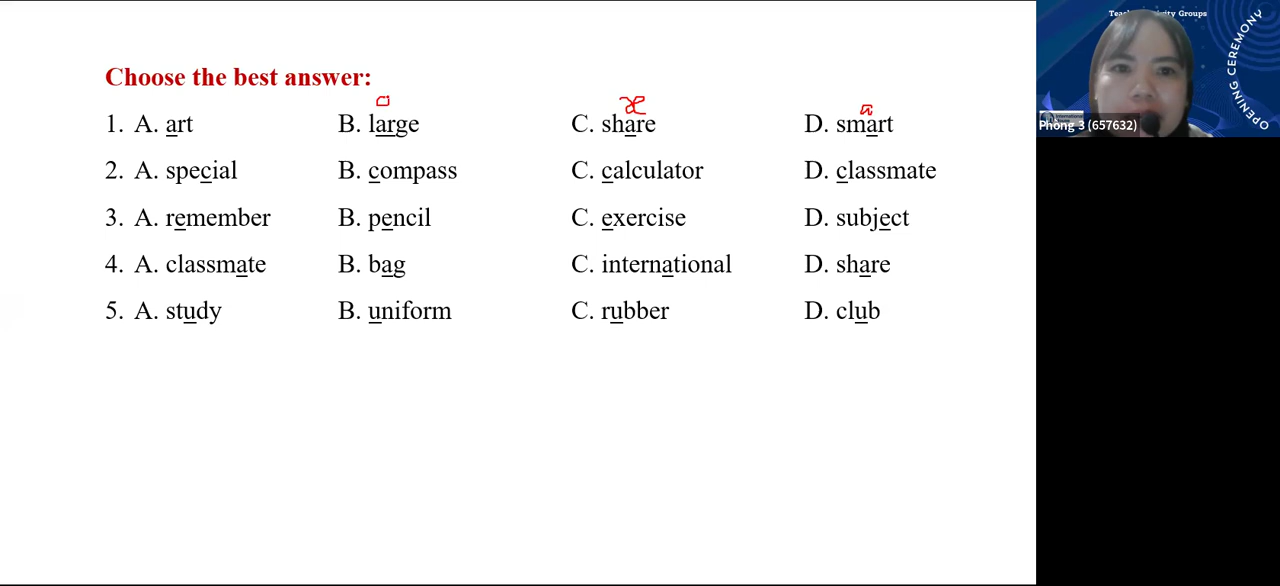 Choose the best answer:
1. A. art B. large C. share D. smart
2. A. special B. compass C. calculator D. classmate
3. A. remember B. pencil C. exercise D. subject
4. A. classmate B. bag C. international D. share
5. A. study B. uniform C. rubber D. club
Groups
OPENING CEREMONY
Phòng 3 (657632)